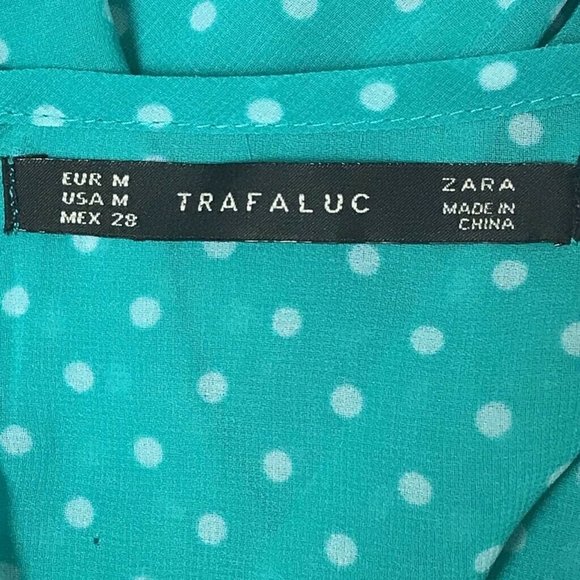 EUR M
USA M
MEX 28
TRAFALUC
ZARA
MADE IN
CHINA